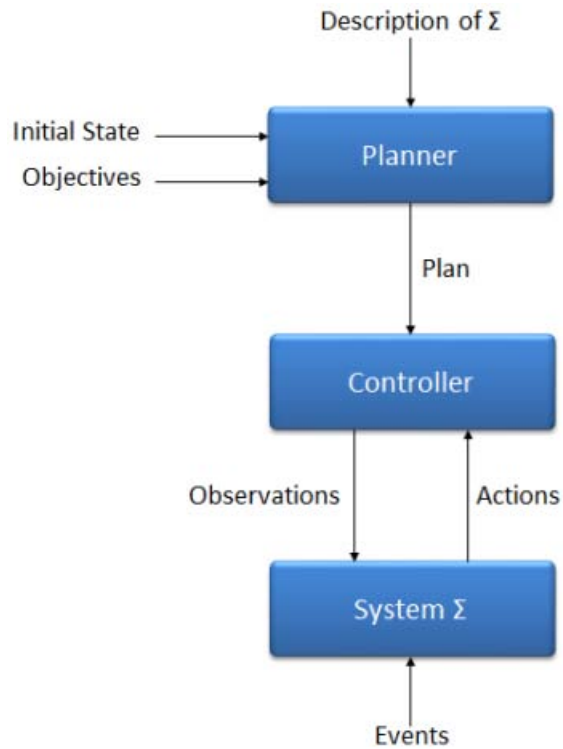 Description of Σ
Initial State
Planner
Objectives
Plan
Controller
Observations
Actions
System Σ
Events